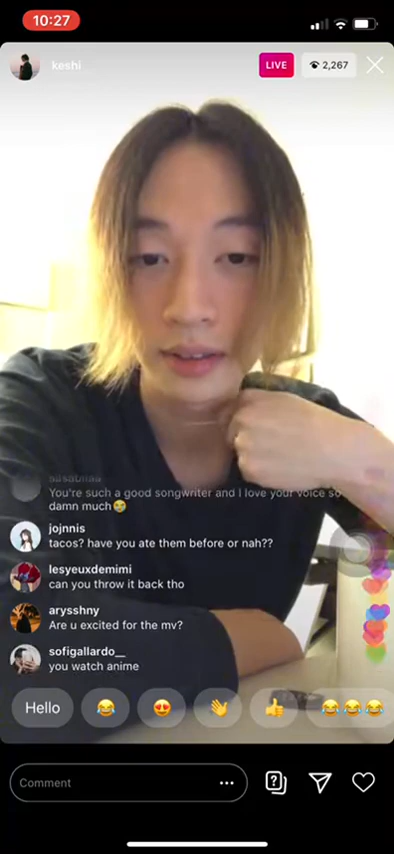 10:27
keshi
LIVE
2,267
You're such a good songwriter and I love your voice so
damn much😭
jojnnis
tacos? have you ate them before or nah??
lesyeuxdemimi
can you throw it back tho
arysshny
Are u excited for the mv?
sofigallardo__
you watch anime
Hello
Comment